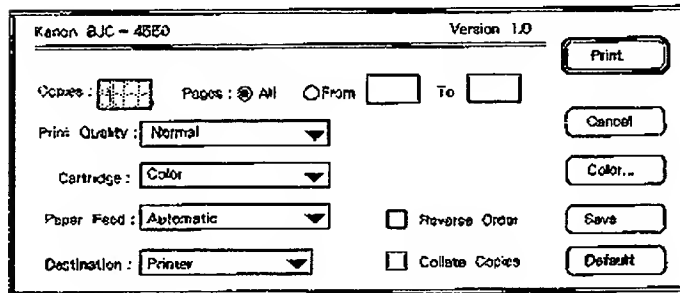 Kanon BJC - 4550 Version 1.0
Print
Copies : Pages : All From To
Print Quality : Normal
Cancel
Cartridge : Color
Color...
Paper Feed : Automatic
Reverse Order
Save
Destination : Printer
Collate Copies
Default